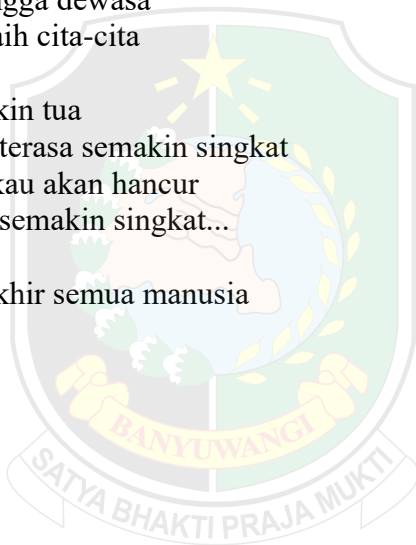 ngga dewasa
aih cita-cita
kin tua
terasa semakin singkat
kau akan hancur
semakin singkat...
khir semua manusia
BANYUWANGI
SATYA BHAKTI PRAJA MUKTI